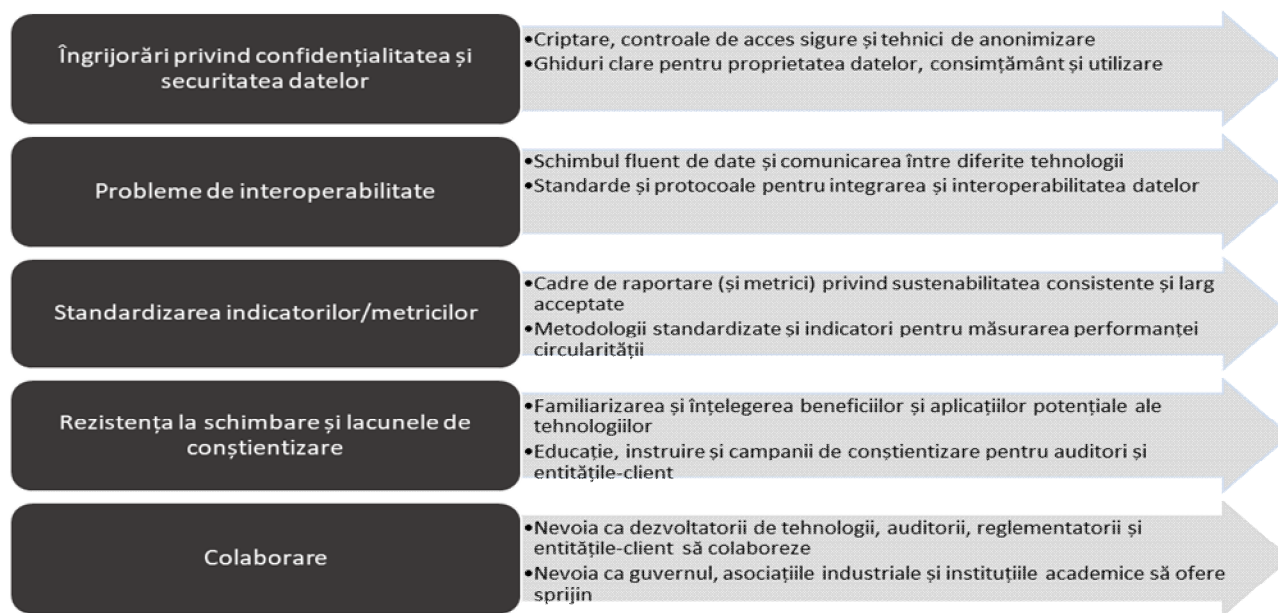 Îngrijorări privind confidențialitatea și
securitatea datelor
•Criptare, controale de acces sigure și tehnici de anonimizare
•Ghiduri clare pentru proprietatea datelor, consimțământ și utilizare
Probleme de interoperabilitate
•Schimbul fluent de date și comunicarea între diferite tehnologii
•Standarde și protocoale pentru integrarea și interoperabilitatea datelor
Standardizarea indicatorilor/metricilor
•Cadre de raportare (și metrici) privind sustenabilitatea consistente și larg
acceptate
•Metodologii standardizate și indicatori pentru măsurarea performanței
circularității
Rezistența la schimbare și lacunele de
conștientizare
•Familiarizarea și înțelegerea beneficiilor și aplicațiilor potențiale ale
tehnologiilor
•Educație, instruire și campanii de conștientizare pentru auditori și
entitățile-client
Colaborare
•Nevoia ca dezvoltatorii de tehnologii, auditorii, reglementatorii și
entitățile-client să colaboreze
•Nevoia ca guvernul, asociațiile industriale și instituțiile academice să ofere
sprijin